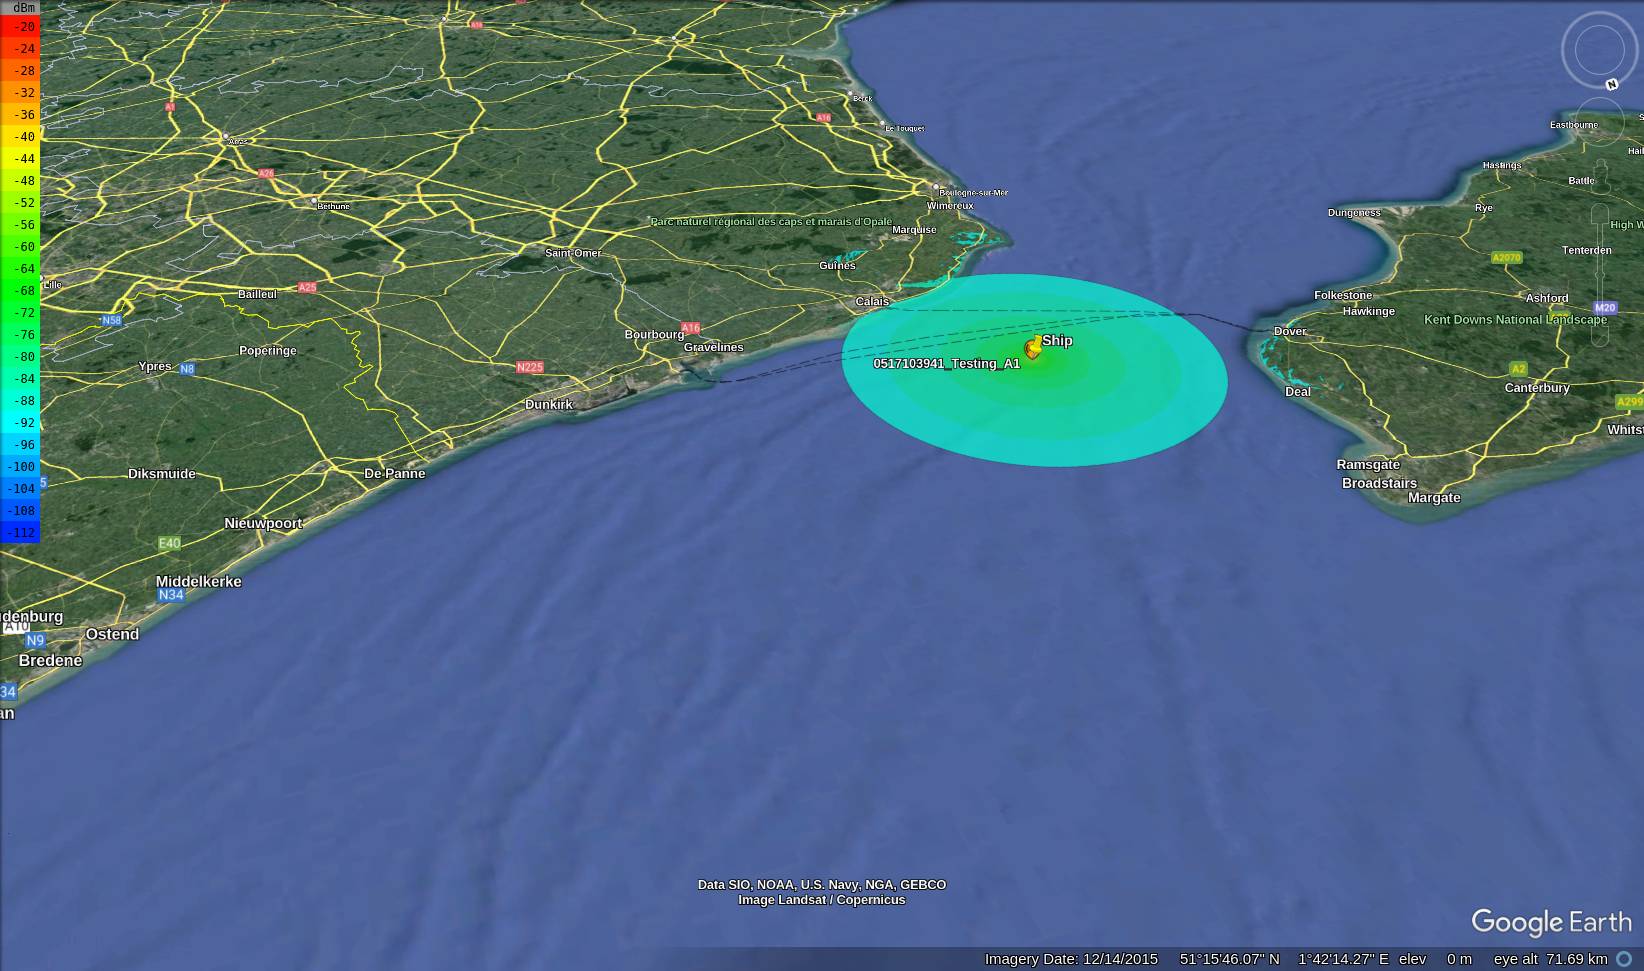 dBm
-20
-24
-28
-32
-36
-40
-44
-48
-52
-56
-60
-64
-68
-72
-76
-80
-84
-88
-92
-96
-100
-104
-108
-112
A16
A1
Arras
A26
Bethune
Berck
A16
Le Touquet
Boulogne-sur-Mer
Wimereux
Parc naturel régional des caps et marais d'Opale
Marquise
Saint-Omer
Guînes
Lille
Bailleul
A25
Calais
N58
A16
Bourbourg
Gravelines
Poperinge
Ypres
N8
N225
Dunkirk
Ship
0517103941_Testing_A1
N
Eastbourne
S
Hail
Hastings
Battle
Rye
Dungeness
High W
Tenterden
A2070
Folkestone
Ashford
Hawkinge
M20
Kent Downs National Landscape
Dover
A2
Canterbury
Deal
A299
Whitst
Ramsgate
Broadstairs
Margate
Diksmuide
De Panne
5
Nieuwpoort
E40
Middelkerke
N34
denburg
A10
N9
Ostend
Bredene
34
an
Data SIO, NOAA, U.S. Navy, NGA, GEBCO
Image Landsat / Copernicus
Google Earth
Imagery Date: 12/14/2015 51°15'46.07" N 1°42'14.27" E elev 0 m eye alt 71.69 km